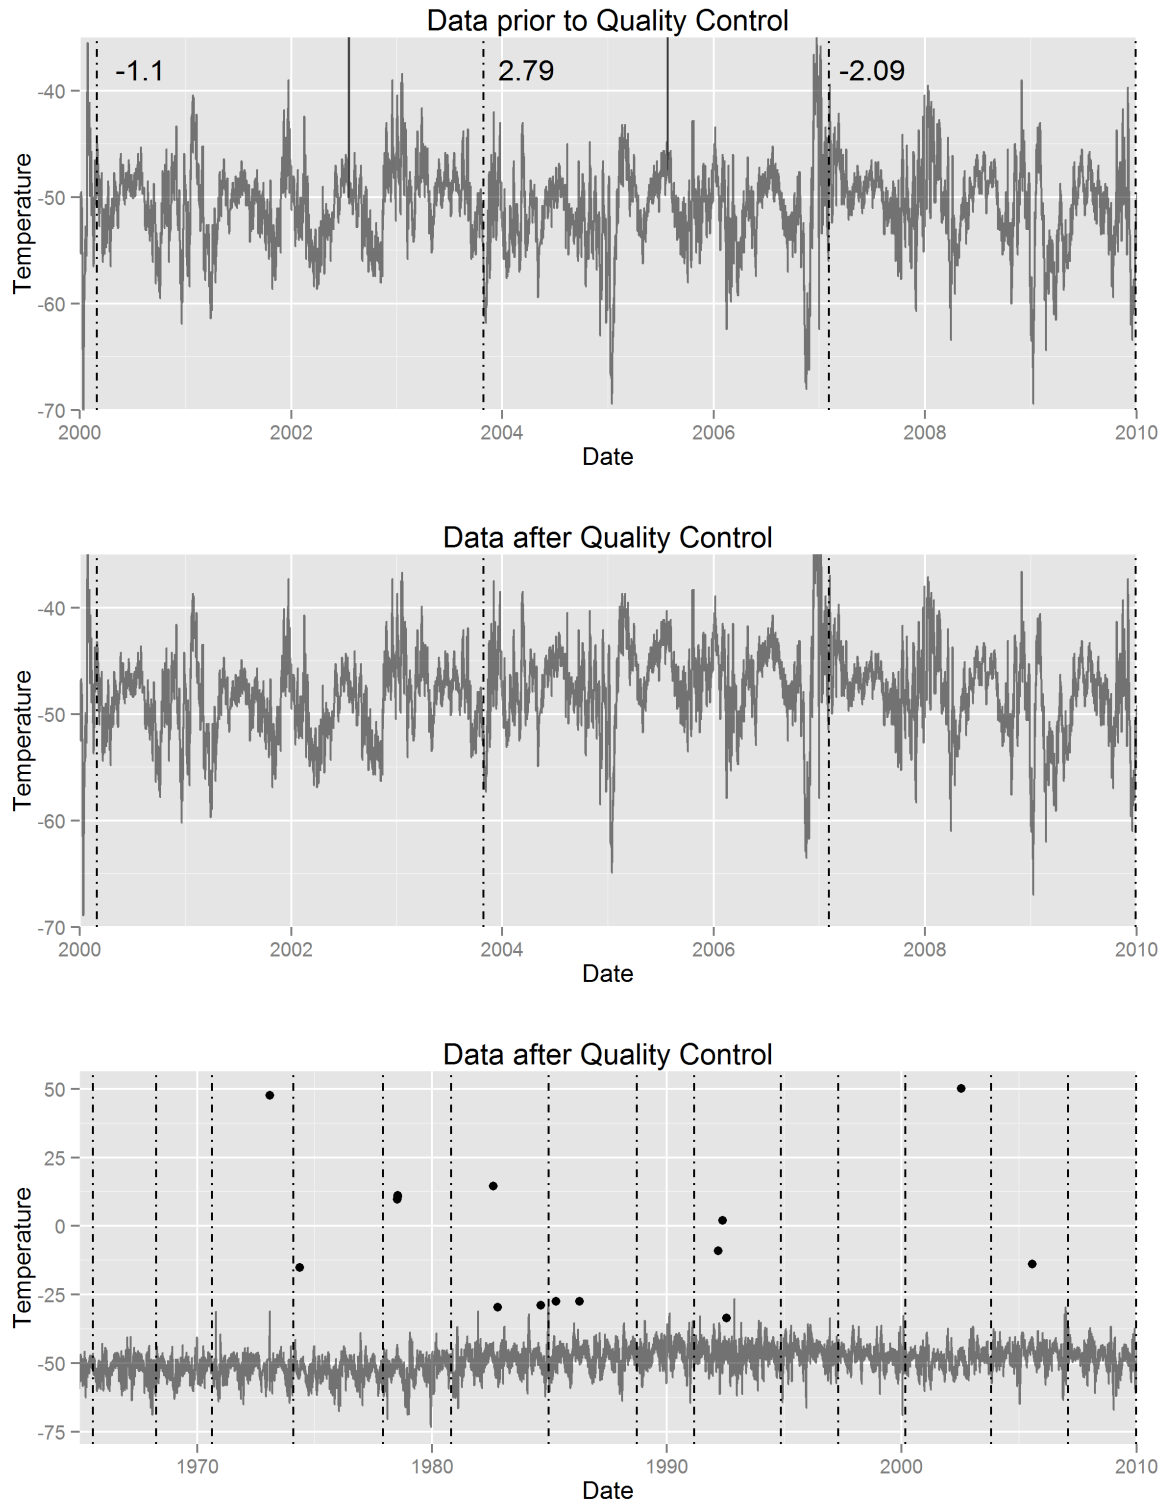 Data prior to Quality Control
-1.1 2.79 -2.09
Temperature
-40
-50
-60
-70
2000 2002 2004 2006 2008 2010
Date
Data after Quality Control
Temperature
-40
-50
-60
-70
2000 2002 2004 2006 2008 2010
Date
Data after Quality Control
Temperature
50
25
0
-25
-50
-75
1970 1980 1990 2000 2010
Date